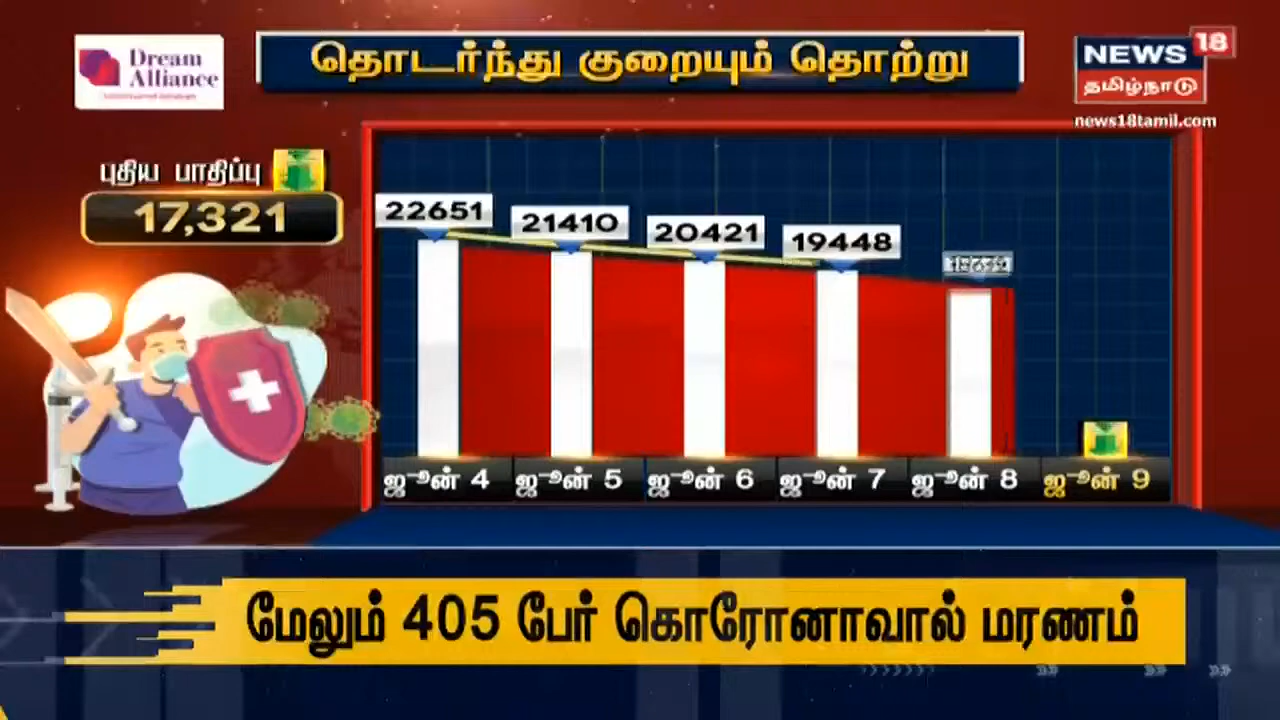 Dream
Alliance
தொடர்ந்து குறையும் தொற்று
NEWS 18
தமிழ்நாடு
news18tamil.com
புதிய பாதிப்பு
17,321
22651
21410
20421
19448
ஜூன் 4
ஜூன் 5
ஜூன் 6
ஜூன் 7
ஜூன் 8
ஜூன் 9
மேலும் 405 பேர் கொரோனாவால் மரணம்